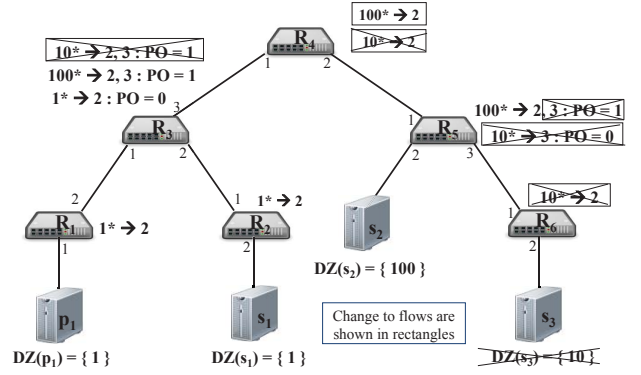 100* ➔ 2
R4
10* ➔ 2
1 2
10* ➔ 2, 3 : PO = 1
100* ➔ 2, 3 : PO = 1
1* ➔ 2 : PO = 0
3
R3
1 2
100* ➔ 2, 3 : PO = 1
1
R5
10* ➔ 3 : PO = 0
2 3
2
R1
1* ➔ 2
1
1
1* ➔ 2
R2
2
10* ➔ 2
1
R6
2
s2
DZ(s2) = { 100 }
p1
DZ(p1) = { 1 }
s1
DZ(s1) = { 1 }
Change to flows are
shown in rectangles
s3
DZ(s3) = { 10 }